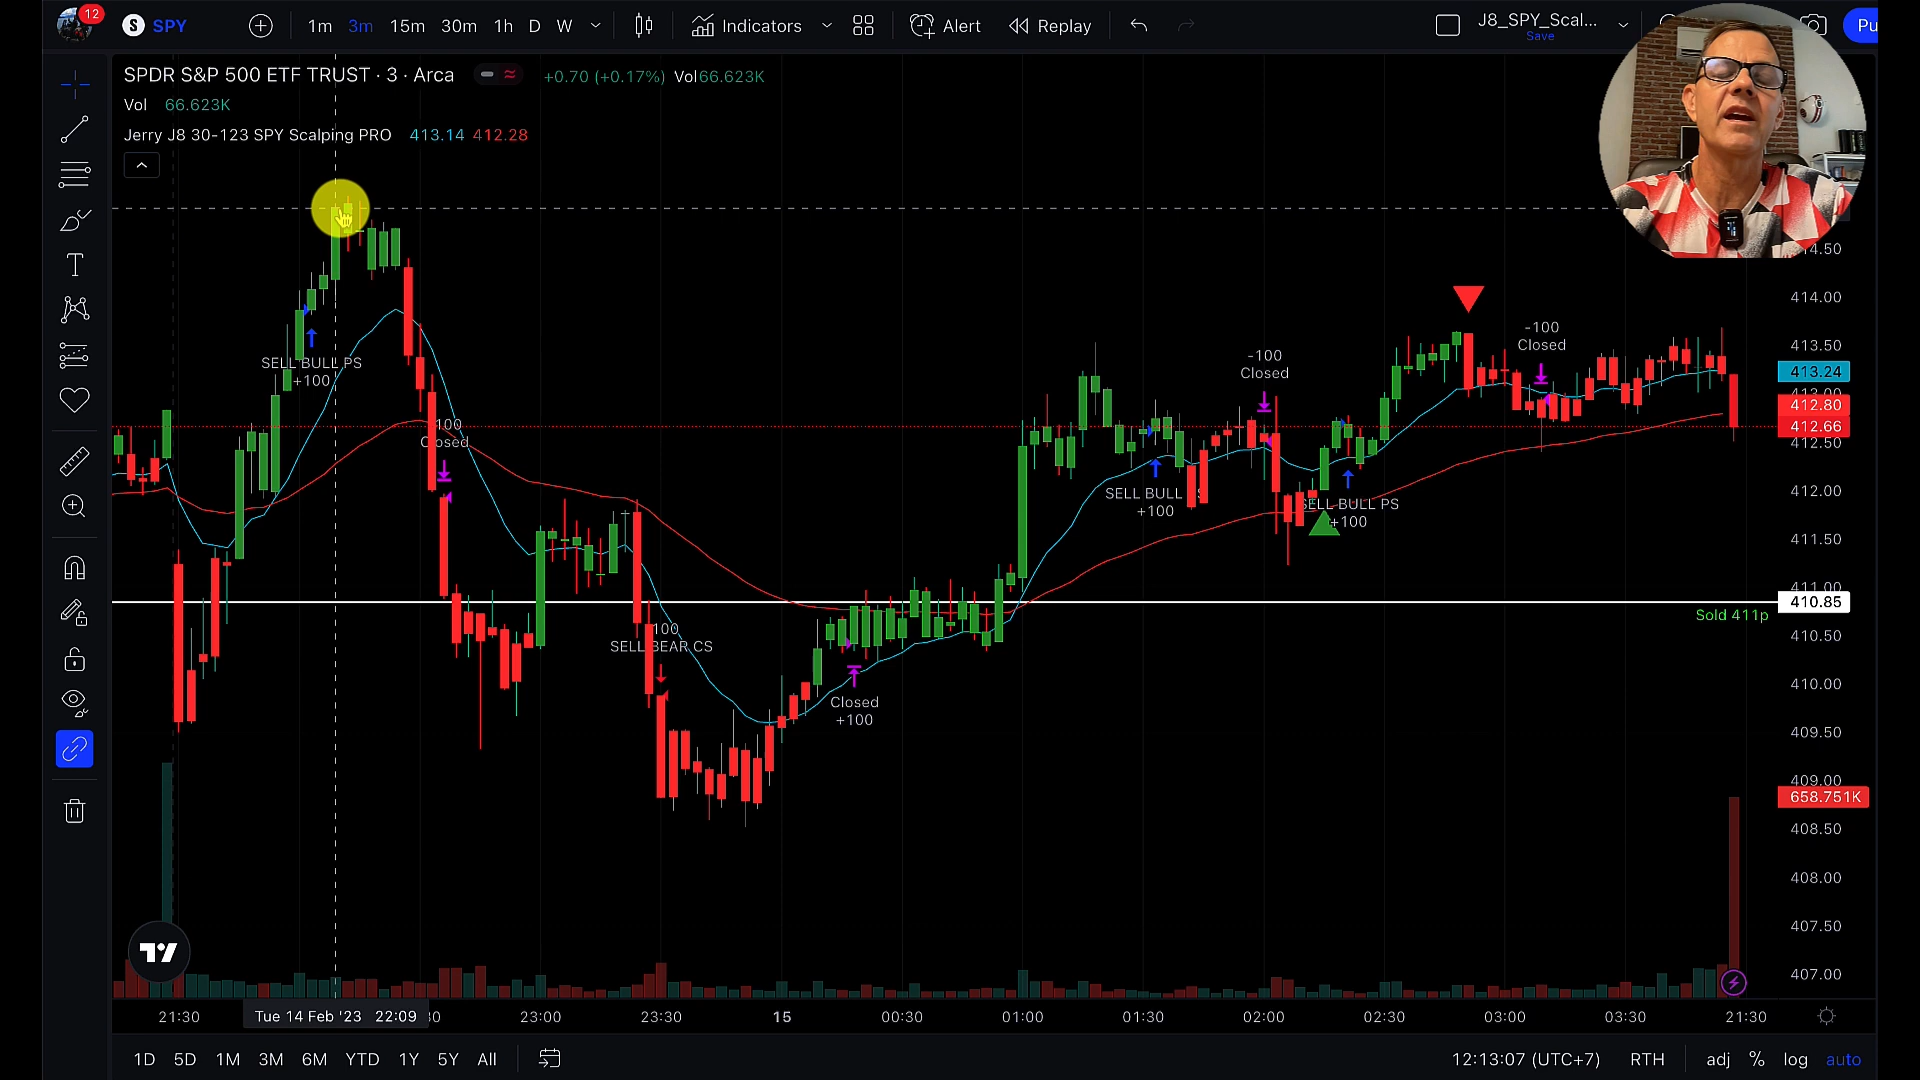 12
S SPY
1m 3m 15m 30m 1h D W
Indicators
Alert
Replay
J8_SPY_Scal...
Save
Pu
SPDR S&P 500 ETF TRUST · 3 · Arca
+0.70 (+0.17%) Vol66.623K
Vol 66.623K
Jerry J8 30-123 SPY Scalping PRO 413.14 412.28
414.00
-100
Closed
-100
Closed
413.50
SELL BULL PS
+100
413.24
412.80
100
Closed
412.66
412.50
SELL BULL
+100
412.00
SELL BULL PS
+100
411.50
411.00
410.85
Sold 411p
100
SELL BEAR CS
410.50
410.00
Closed
+100
409.50
409.00
658.751K
408.50
408.00
407.50
407.00
21:30 Tue 14 Feb '23 22:09 23:00 23:30 15 00:30 01:00 01:30 02:00 02:30 03:00 03:30 21:30
1D 5D 1M 3M 6M YTD 1Y 5Y All
12:13:07 (UTC+7) RTH adj % log auto